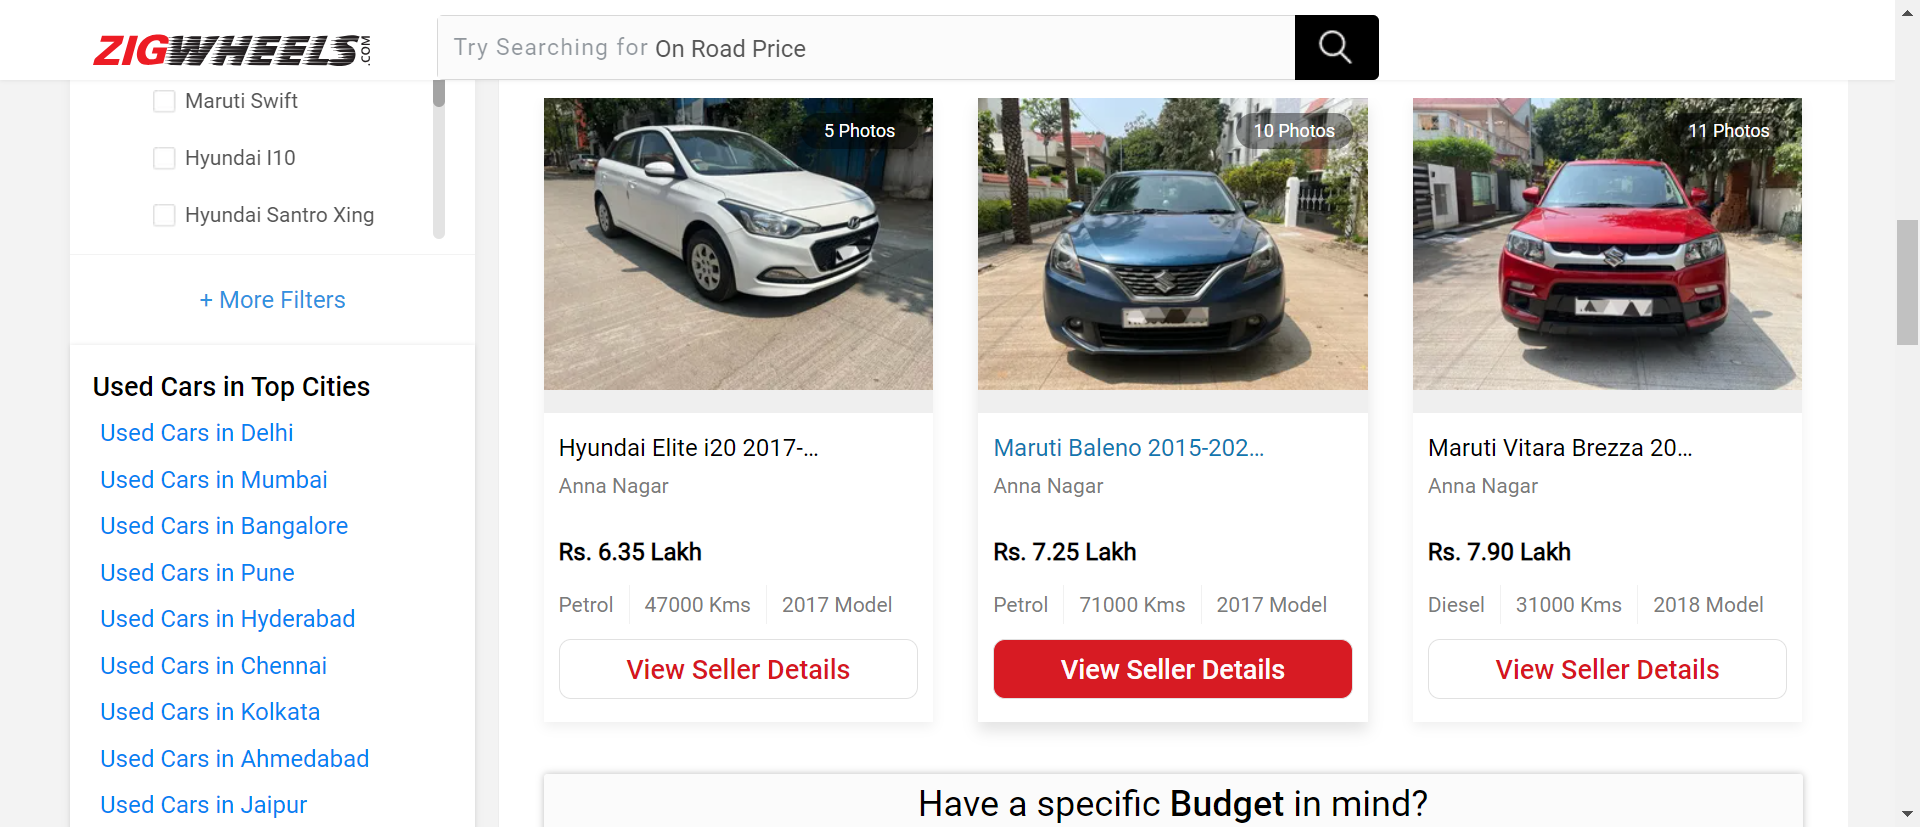 ZIGWHEELS.COM
Try Searching for On Road Price
Maruti Swift
Hyundai I10
Hyundai Santro Xing
+ More Filters
Used Cars in Top Cities
Used Cars in Delhi
Used Cars in Mumbai
Used Cars in Bangalore
Used Cars in Pune
Used Cars in Hyderabad
Used Cars in Chennai
Used Cars in Kolkata
Used Cars in Ahmedabad
Used Cars in Jaipur
5 Photos
Hyundai Elite i20 2017-...
Anna Nagar
Rs. 6.35 Lakh
Petrol 47000 Kms 2017 Model
View Seller Details
10 Photos
Maruti Baleno 2015-202...
Anna Nagar
Rs. 7.25 Lakh
Petrol 71000 Kms 2017 Model
View Seller Details
11 Photos
Maruti Vitara Brezza 20...
Anna Nagar
Rs. 7.90 Lakh
Diesel 31000 Kms 2018 Model
View Seller Details
Have a specific Budget in mind?